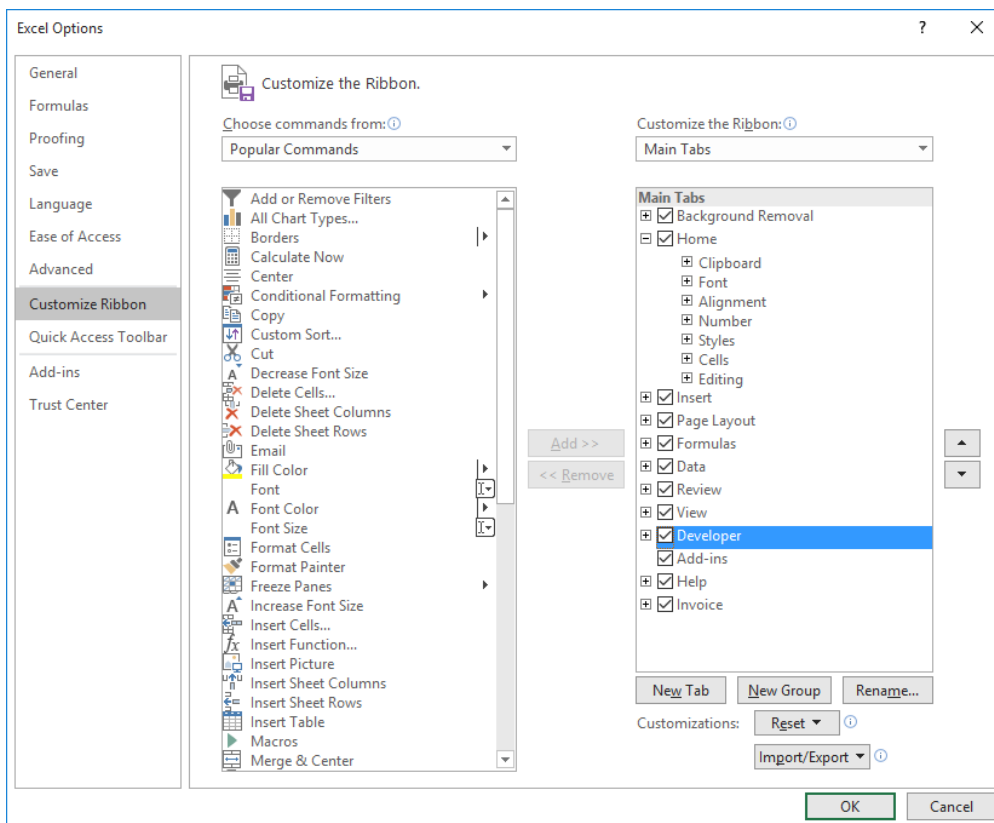 Excel Options
?
General
Formulas
Proofing
Save
Language
Ease of Access
Advanced
Customize Ribbon
Quick Access Toolbar
Add-ins
Trust Center
Customize the Ribbon.
Choose commands from:
Popular Commands
Add or Remove Filters
All Chart Types...
Borders
Calculate Now
Center
Conditional Formatting
Copy
Custom Sort...
Cut
Decrease Font Size
Delete Cells...
Delete Sheet Columns
Delete Sheet Rows
Email
Fill Color
Font
Font Color
Font Size
Format Cells
Format Painter
Freeze Panes
Increase Font Size
Insert Cells...
Insert Function...
Insert Picture
Insert Sheet Columns
Insert Sheet Rows
Insert Table
Macros
Merge & Center
Add >>
<< Remove
Customize the Ribbon:
Main Tabs
Main Tabs
Background Removal
Home
Clipboard
Font
Alignment
Number
Styles
Cells
Editing
Insert
Page Layout
Formulas
Data
Review
View
Developer
Add-ins
Help
Invoice
New Tab New Group Rename...
Customizations: Reset
Import/Export
OK Cancel